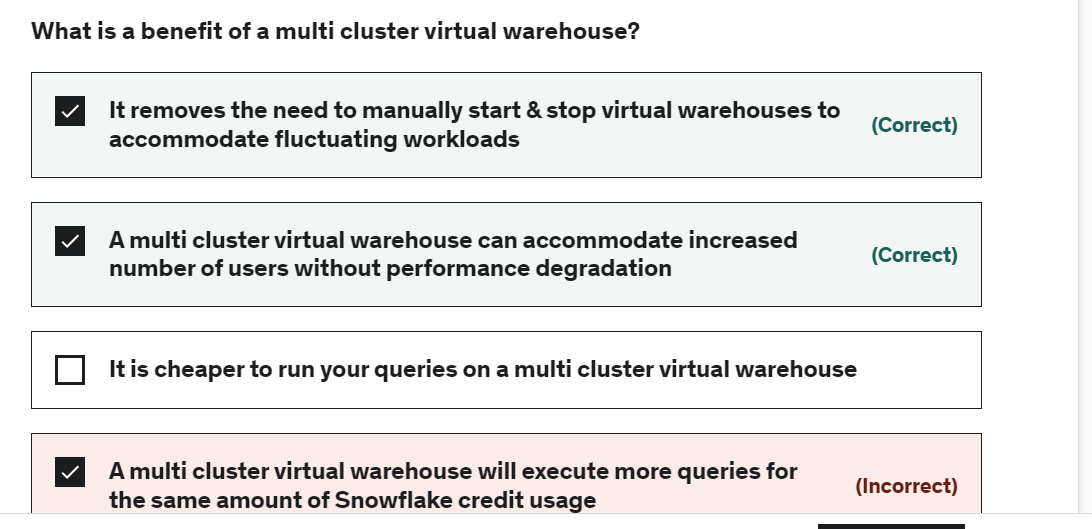 What is a benefit of a multi cluster virtual warehouse?
It removes the need to manually start & stop virtual warehouses to
accommodate fluctuating workloads
(Correct)
A multi cluster virtual warehouse can accommodate increased
number of users without performance degradation
(Correct)
It is cheaper to run your queries on a multi cluster virtual warehouse
A multi cluster virtual warehouse will execute more queries for
the same amount of Snowflake credit usage
(Incorrect)